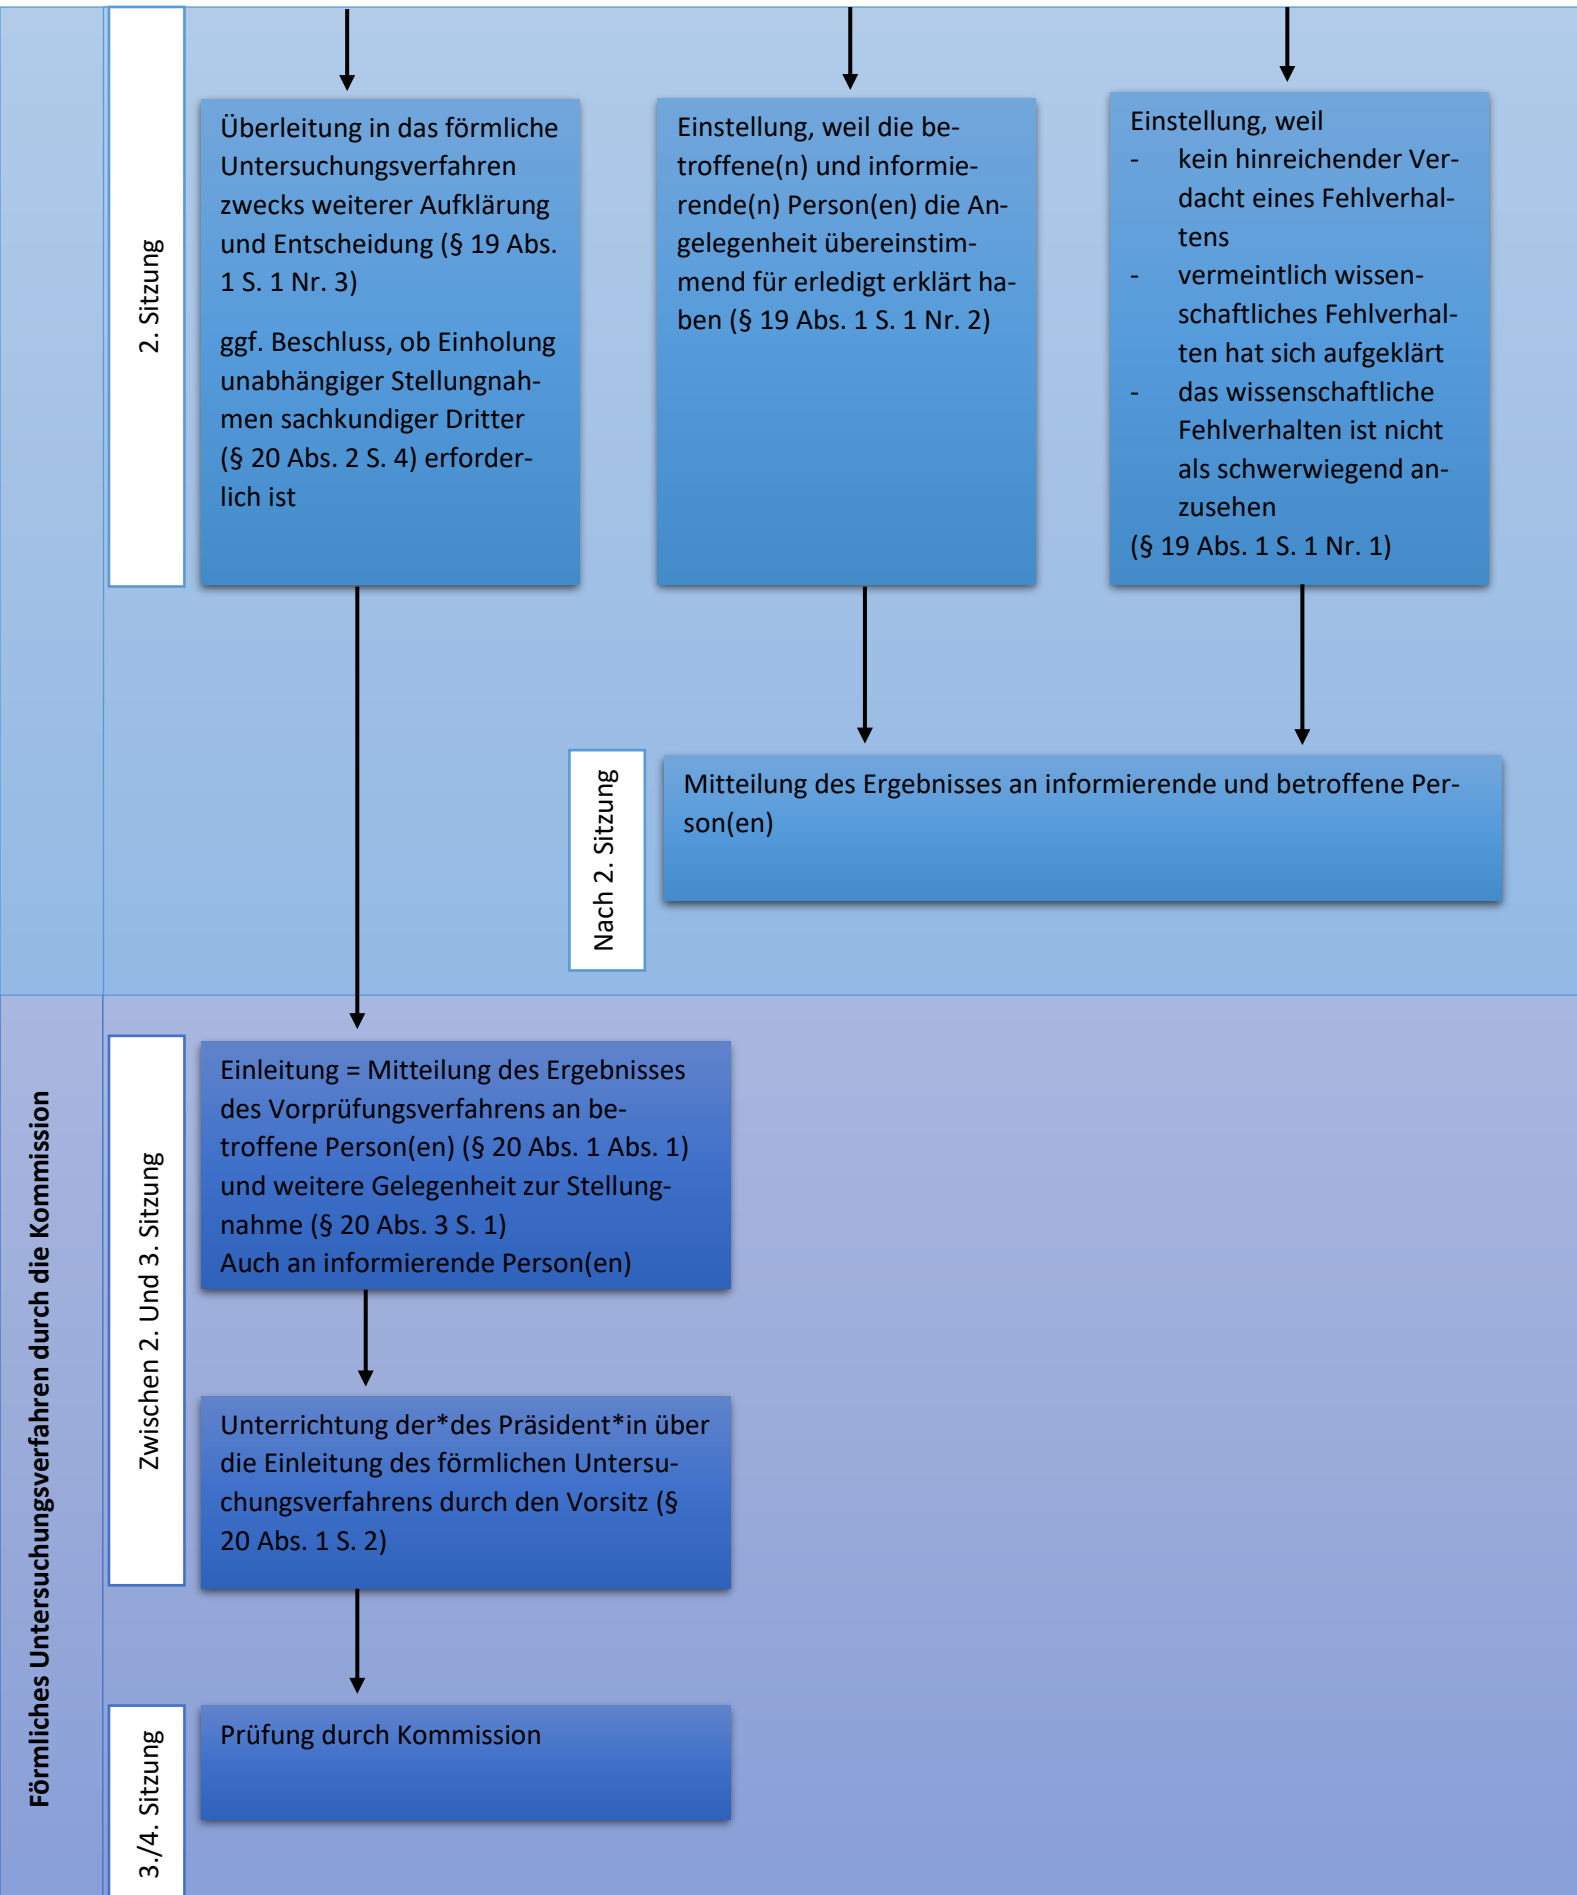 2. Sitzung
Überleitung in das förmliche
Untersuchungsverfahren
zwecks weiterer Aufklärung
und Entscheidung (§ 19 Abs.
1 S. 1 Nr. 3)
ggf. Beschluss, ob Einholung
unabhängiger Stellungnah-
men sachkundiger Dritter
(§ 20 Abs. 2 S. 4) erforder-
lich ist
Einstellung, weil die be-
troffene(n) und informie-
rende(n) Person(en) die An-
gelegenheit übereinstim-
mend für erledigt erklärt ha-
ben (§ 19 Abs. 1 S. 1 Nr. 2)
Einstellung, weil
- kein hinreichender Ver-
dacht eines Fehlverhal-
tens
- vermeintlich wissen-
schaftliches Fehlverhal-
ten hat sich aufgeklärt
- das wissenschaftliche
Fehlverhalten ist nicht
als schwerwiegend an-
zusehen
(§ 19 Abs. 1 S. 1 Nr. 1)
Nach 2. Sitzung
Mitteilung des Ergebnisses an informierende und betroffene Per-
son(en)
Förmliches Untersuchungsverfahren durch die Kommission
Zwischen 2. Und 3. Sitzung
Einleitung = Mitteilung des Ergebnisses
des Vorprüfungsverfahrens an be-
troffene Person(en) (§ 20 Abs. 1 Abs. 1)
und weitere Gelegenheit zur Stellung-
nahme (§ 20 Abs. 3 S. 1)
Auch an informierende Person(en)
Unterrichtung der*des Präsident*in über
die Einleitung des förmlichen Untersu-
chungsverfahrens durch den Vorsitz (§
20 Abs. 1 S. 2)
3./4. Sitzung
Prüfung durch Kommission